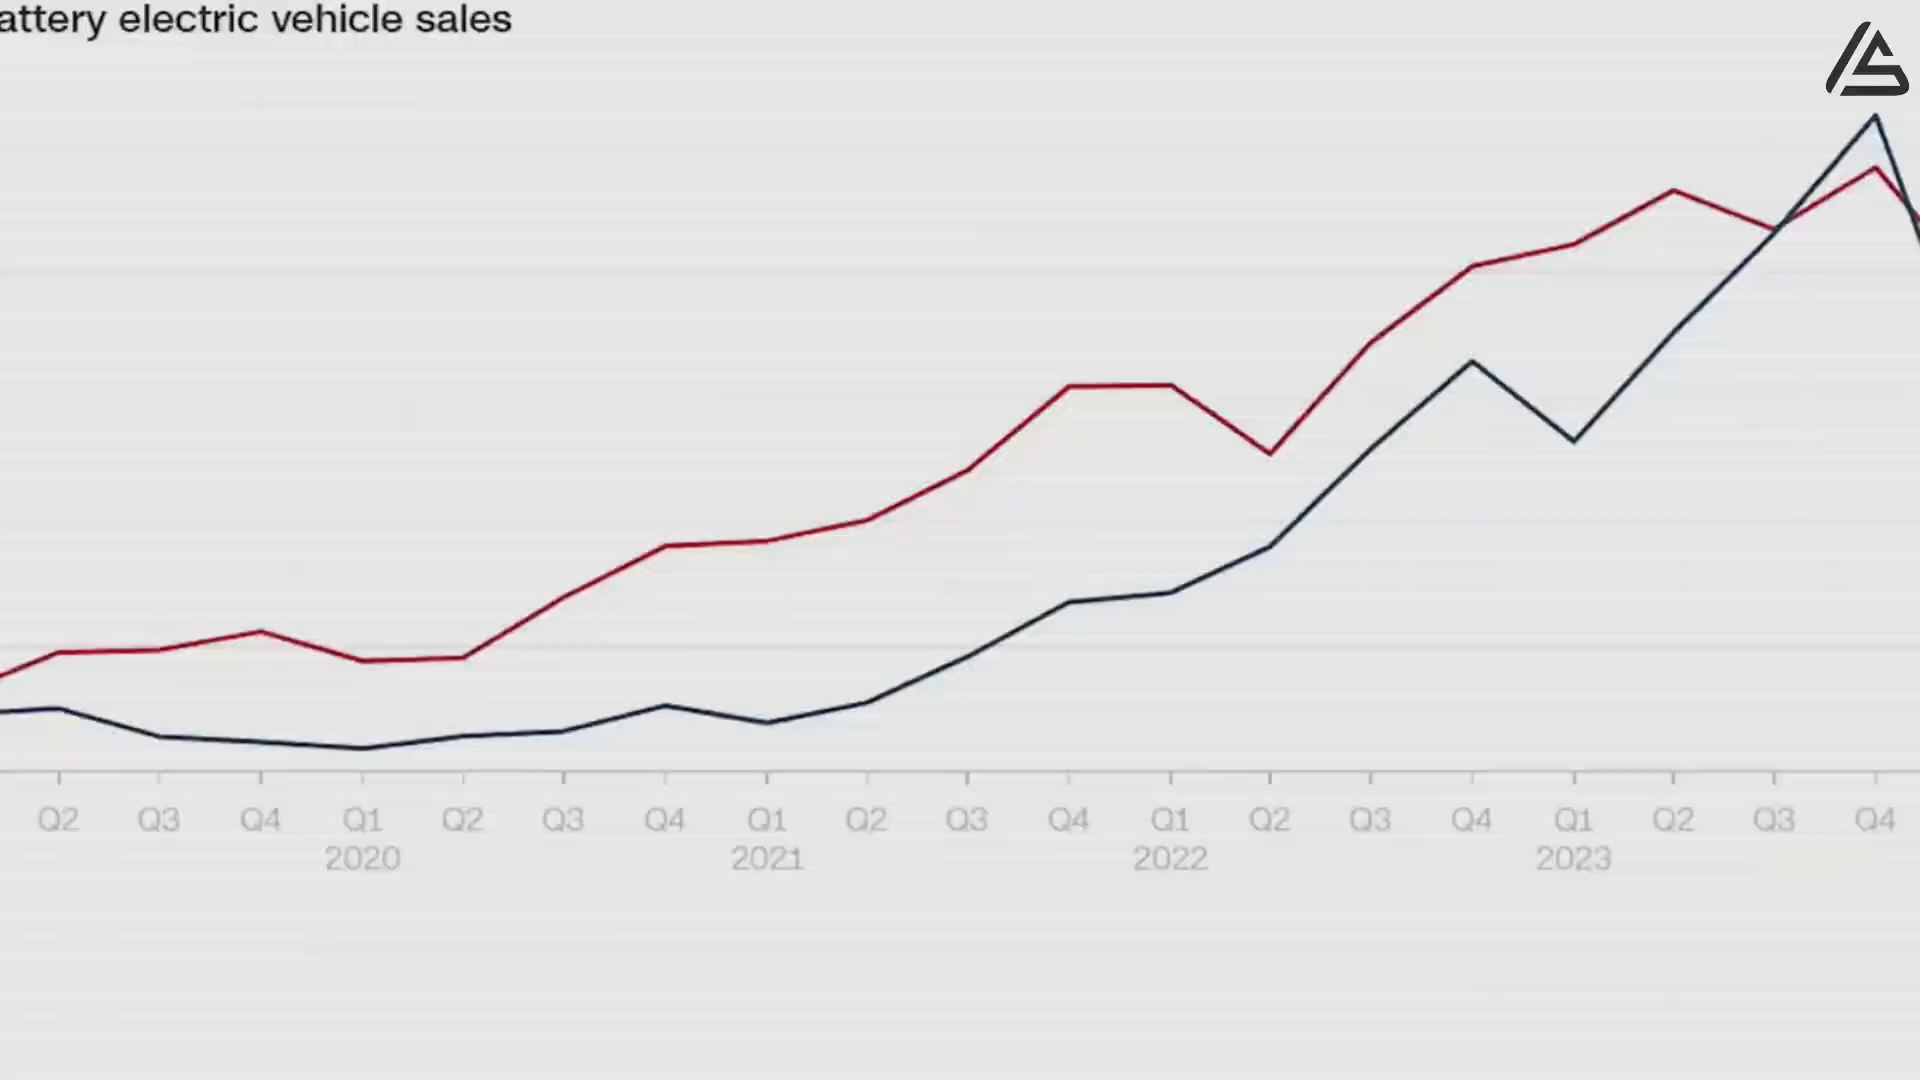 attery electric vehicle sales
Q2 Q3 Q4 Q1 Q2 Q3 Q4 Q1 Q2 Q3 Q4 Q1 Q2 Q3 Q4 Q1 Q2 Q3 Q4
2020 2021 2022 2023